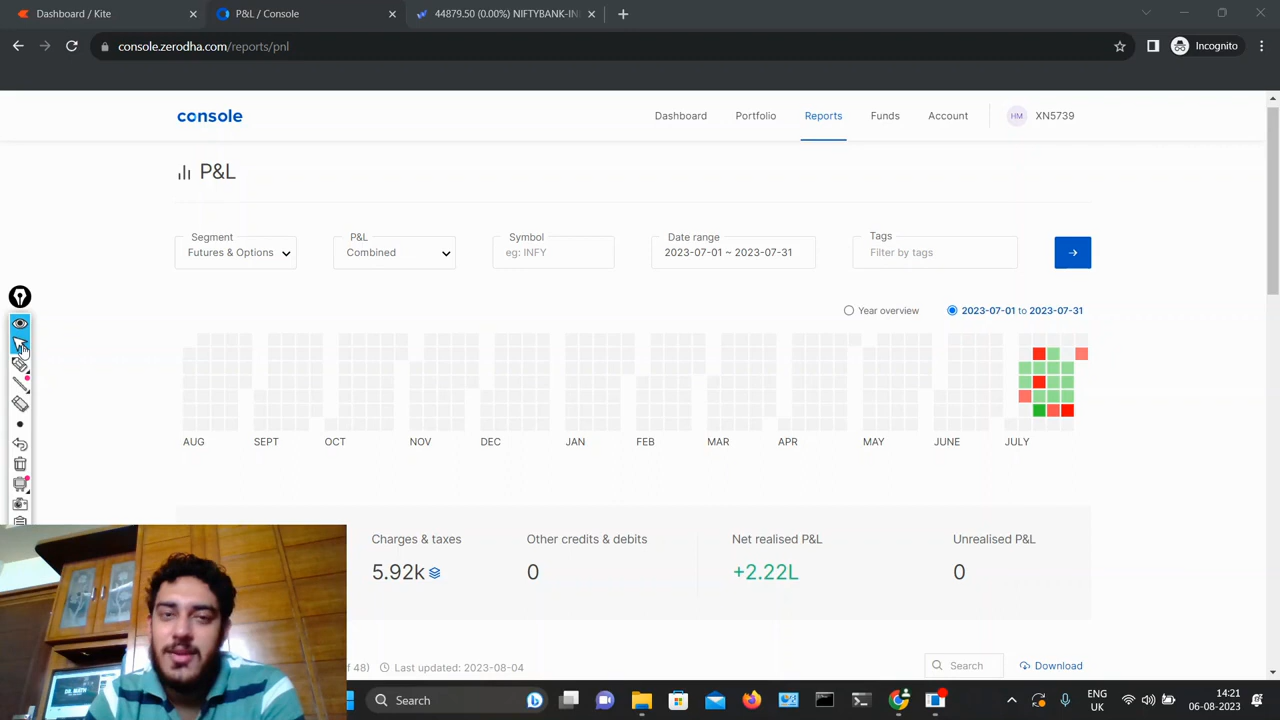 Dashboard / Kite
P&L / Console
44879.50 (0.00%) NIFTYBANK-IN
console.zerodha.com/reports/pnl
Incognito
console
Dashboard
Portfolio
Reports
Funds
Account
HM
XN5739
P&L
Segment
Futures & Options
P&L
Combined
Symbol
eg: INFY
Date range
2023-07-01 ~ 2023-07-31
Tags
Filter by tags
Year overview
2023-07-01 to 2023-07-31
AUG
SEPT
OCT
NOV
DEC
JAN
FEB
MAR
APR
MAY
JUNE
JULY
Charges & taxes
Other credits & debits
Net realised P&L
Unrealised P&L
5.92k
0
+2.22L
0
f 48)
Last updated: 2023-08-04
Search
Download
DR. MATH
Search
ENG
UK
14:21
06-08-2023